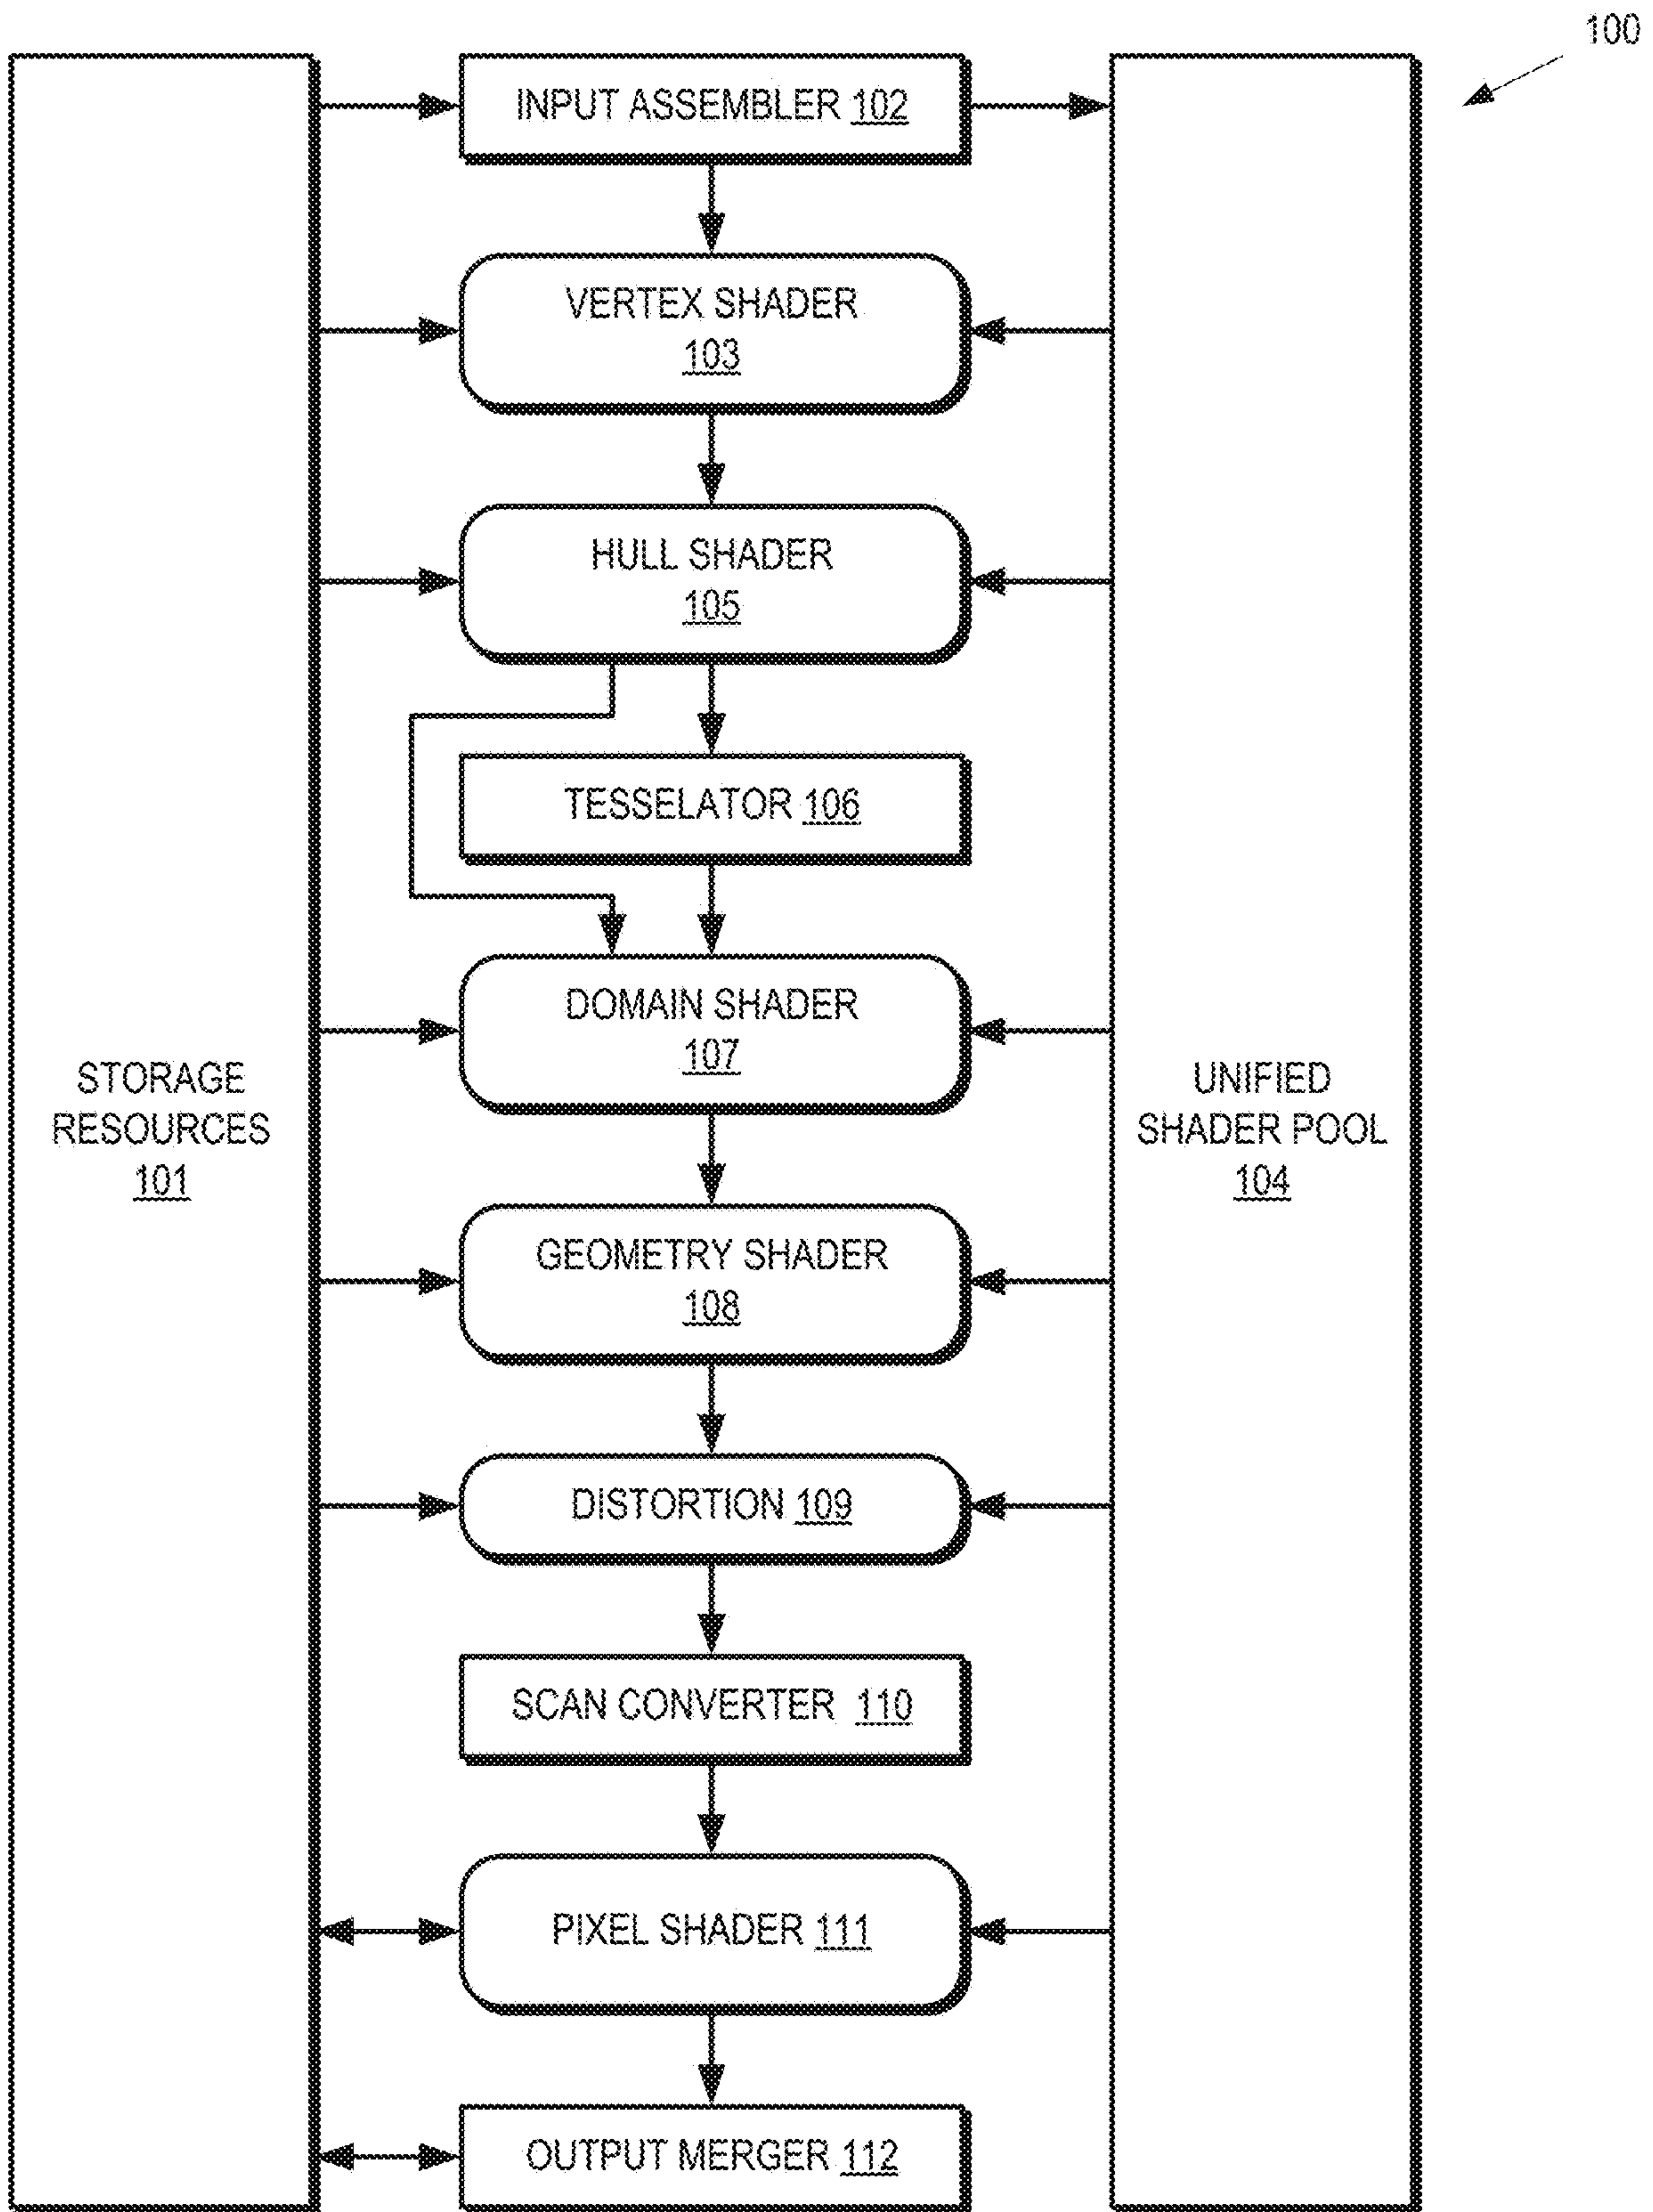 100
INPUT ASSEMBLER 102
VERTEX SHADER
103
HULL SHADER
105
TESSELATOR 106
DOMAIN SHADER
107
STORAGE
RESOURCES
101
UNIFIED
SHADER POOL
104
GEOMETRY SHADER
108
DISTORTION 109
SCAN CONVERTER 110
PIXEL SHADER 111
OUTPUT MERGER 112